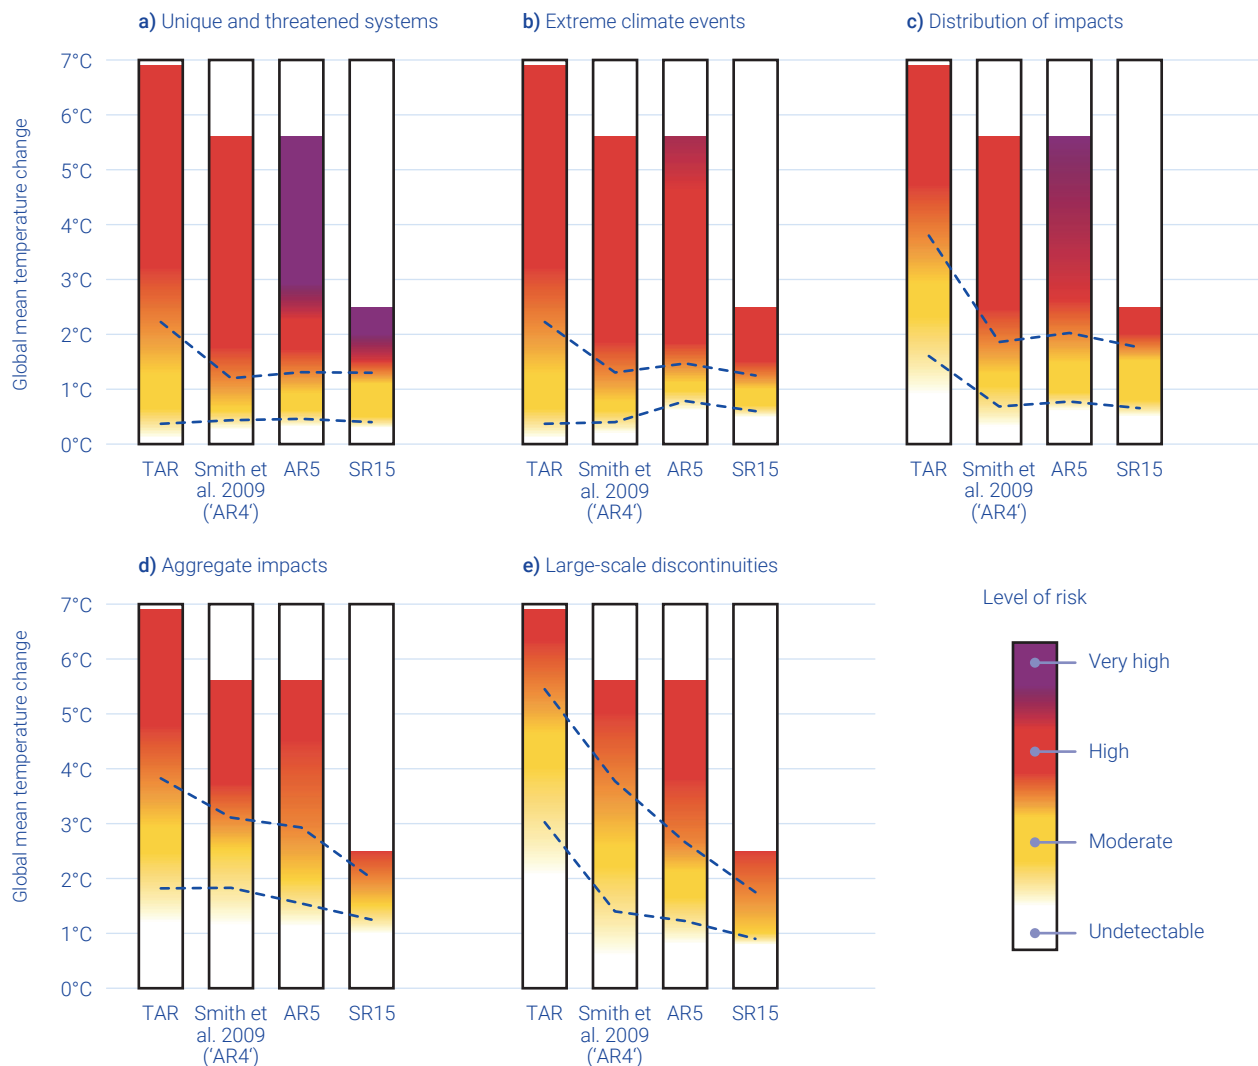 a) Unique and threatened systems
b) Extreme climate events
c) Distribution of impacts
Global mean temperature change
7°C
6°C
5°C
4°C
3°C
2°C
1°C
0°C
TAR
Smith et
al. 2009
(‘AR4‘)
AR5
SR15
TAR
Smith et
al. 2009
(‘AR4‘)
AR5
SR15
TAR
Smith et
al. 2009
(‘AR4‘)
AR5
SR15
d) Aggregate impacts
e) Large-scale discontinuities
Global mean temperature change
7°C
6°C
5°C
4°C
3°C
2°C
1°C
0°C
TAR
Smith et
al. 2009
(‘AR4‘)
AR5
SR15
TAR
Smith et
al. 2009
(‘AR4‘)
AR5
SR15
Level of risk
Very high
High
Moderate
Undetectable